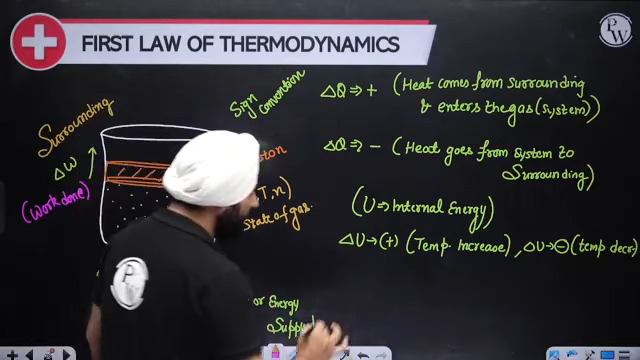 FIRST LAW OF THERMODYNAMICS
PW
Surrounding
ΔW
(Work done)
Sign
convention
T, n)
state of gas.
or Energy
ΔQ ⇒ + (Heat comes from surrounding
& enters the gas (system))
ΔQ ⇒ - (Heat goes from system to
Surrounding)
(U ⇒ Internal Energy)
ΔU → (+) (Temp Increase), ΔU → ⊖ (temp decr